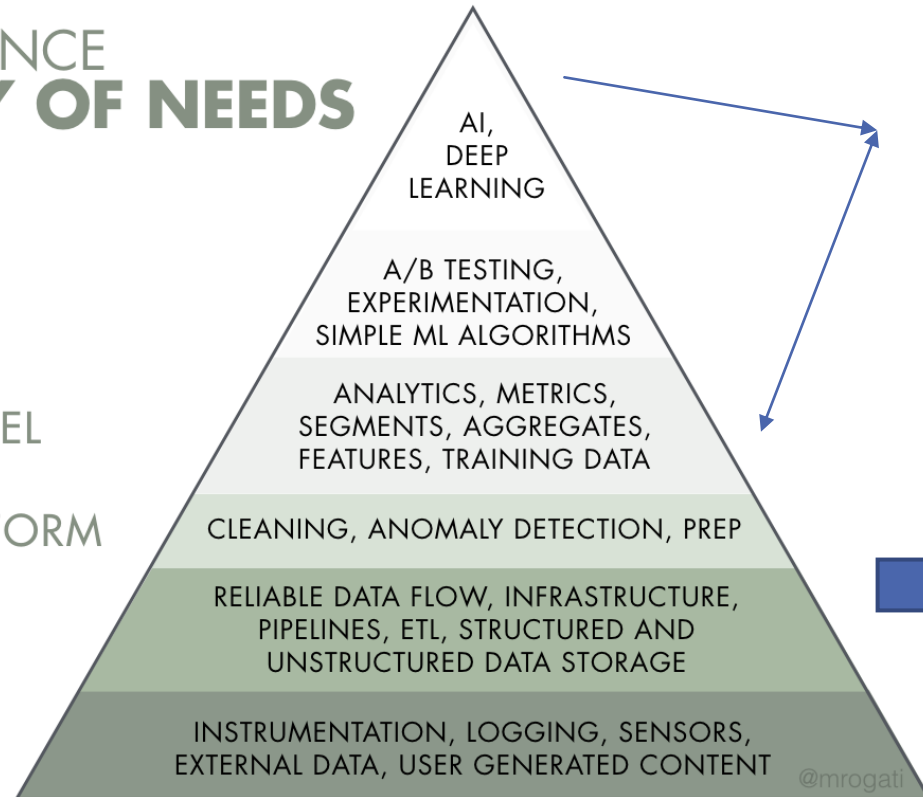 NCE
Y OF NEEDS
AI,
DEEP
LEARNING
A/B TESTING,
EXPERIMENTATION,
SIMPLE ML ALGORITHMS
ANALYTICS, METRICS,
SEGMENTS, AGGREGATES,
FEATURES, TRAINING DATA
EL
CLEANING, ANOMALY DETECTION, PREP
ORM
RELIABLE DATA FLOW, INFRASTRUCTURE,
PIPELINES, ETL, STRUCTURED AND
UNSTRUCTURED DATA STORAGE
INSTRUMENTATION, LOGGING, SENSORS,
EXTERNAL DATA, USER GENERATED CONTENT
@mrogati